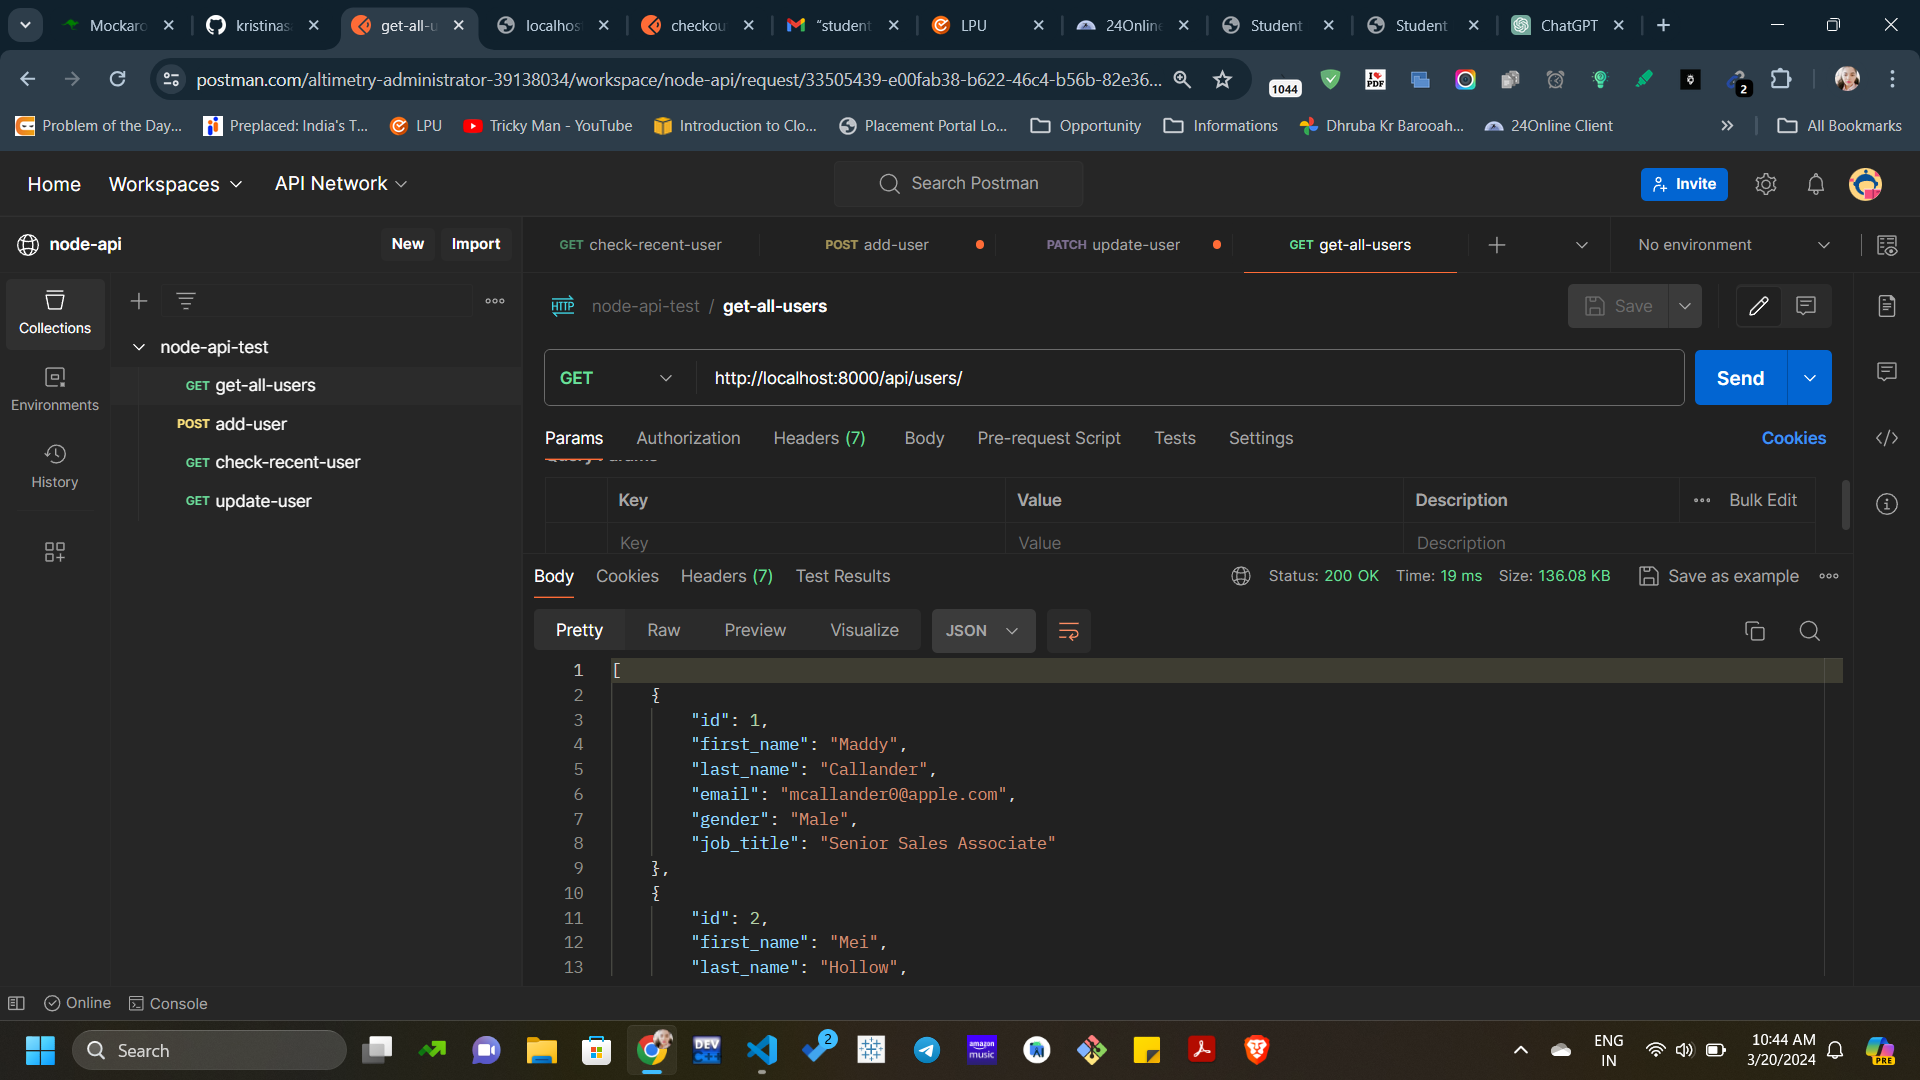 Mockaro
kristinas
get-all-u
localhos
checkou
"student
LPU
24Online
Student
Student
ChatGPT
postman.com/altimetry-administrator-39138034/workspace/node-api/request/33505439-e00fab38-b622-46c4-b56b-82e36...
1044
2
Problem of the Day...
Preplaced: India's T...
LPU
Tricky Man - YouTube
Introduction to Clo...
Placement Portal Lo...
Opportunity
Informations
Dhruba Kr Barooah...
24Online Client
All Bookmarks
Home
Workspaces
API Network
Search Postman
Invite
node-api
New
Import
GET check-recent-user
POST add-user
PATCH update-user
GET get-all-users
No environment
Collections
Environments
History
node-api-test
GET get-all-users
POST add-user
GET check-recent-user
GET update-user
HTTP node-api-test / get-all-users
Save
GET http://localhost:8000/api/users/
Send
Params Authorization Headers (7) Body Pre-request Script Tests Settings Cookies
Key Value Description Bulk Edit
Key Value Description
Body Cookies Headers (7) Test Results Status: 200 OK Time: 19 ms Size: 136.08 KB Save as example
Pretty Raw Preview Visualize JSON
1 [
2 {
3 "id": 1,
4 "first_name": "Maddy",
5 "last_name": "Callander",
6 "email": "mcallander0@apple.com",
7 "gender": "Male",
8 "job_title": "Senior Sales Associate"
9 },
10 {
11 "id": 2,
12 "first_name": "Mei",
13 "last_name": "Hollow",
Online
Console
Search
DEV C++
2
amazon music
ENG
IN
10:44 AM
3/20/2024
PRE